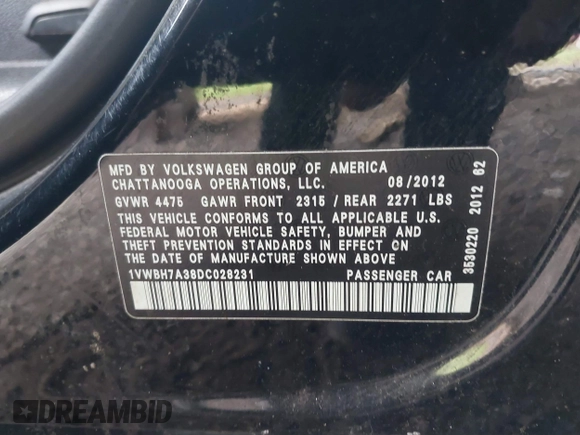 MFD BY VOLKSWAGEN GROUP OF AMERICA
CHATTANOOGA OPERATIONS, LLC. 08/2012
GVWR 4475 GAWR FRONT 2315 / REAR 2271 LBS
THIS VEHICLE CONFORMS TO ALL APPLICABLE U.S.
FEDERAL MOTOR VEHICLE SAFETY, BUMPER AND
THEFT PREVENTION STANDARDS IN EFFECT ON
THE DATE OF MANUFACTURE SHOWN ABOVE
1VWBH7A38DC028231 PASSENGER CAR
3530220 2012 62
DREAMBID